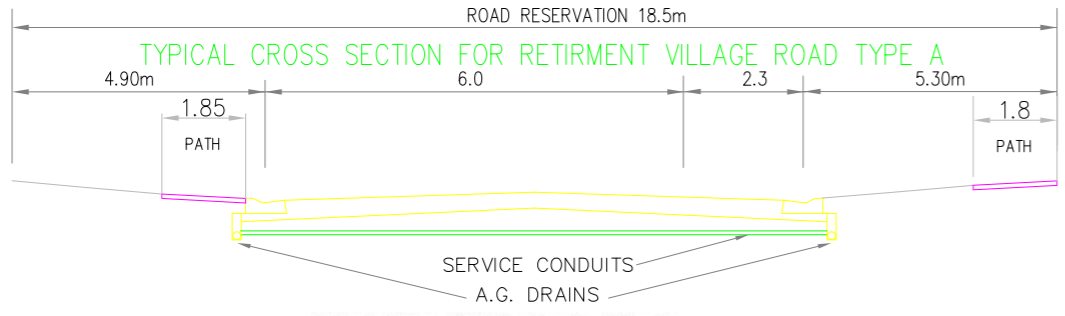 ROAD RESERVATION 18.5m
TYPICAL CROSS SECTION FOR RETIRMENT VILLAGE ROAD TYPE A
4.90m 6.0 2.3 5.30m
1.85 1.8
PATH PATH
SERVICE CONDUITS
A.G. DRAINS